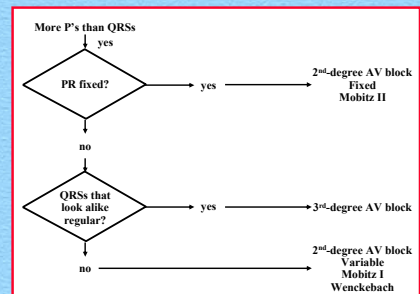 More P's than QRSs
yes
PR fixed?
yes
2nd-degree AV block
Fixed
Mobitz II
no
QRSs that
look alike
regular?
yes
3rd-degree AV block
no
2nd-degree AV block
Variable
Mobitz I
Wenckebach